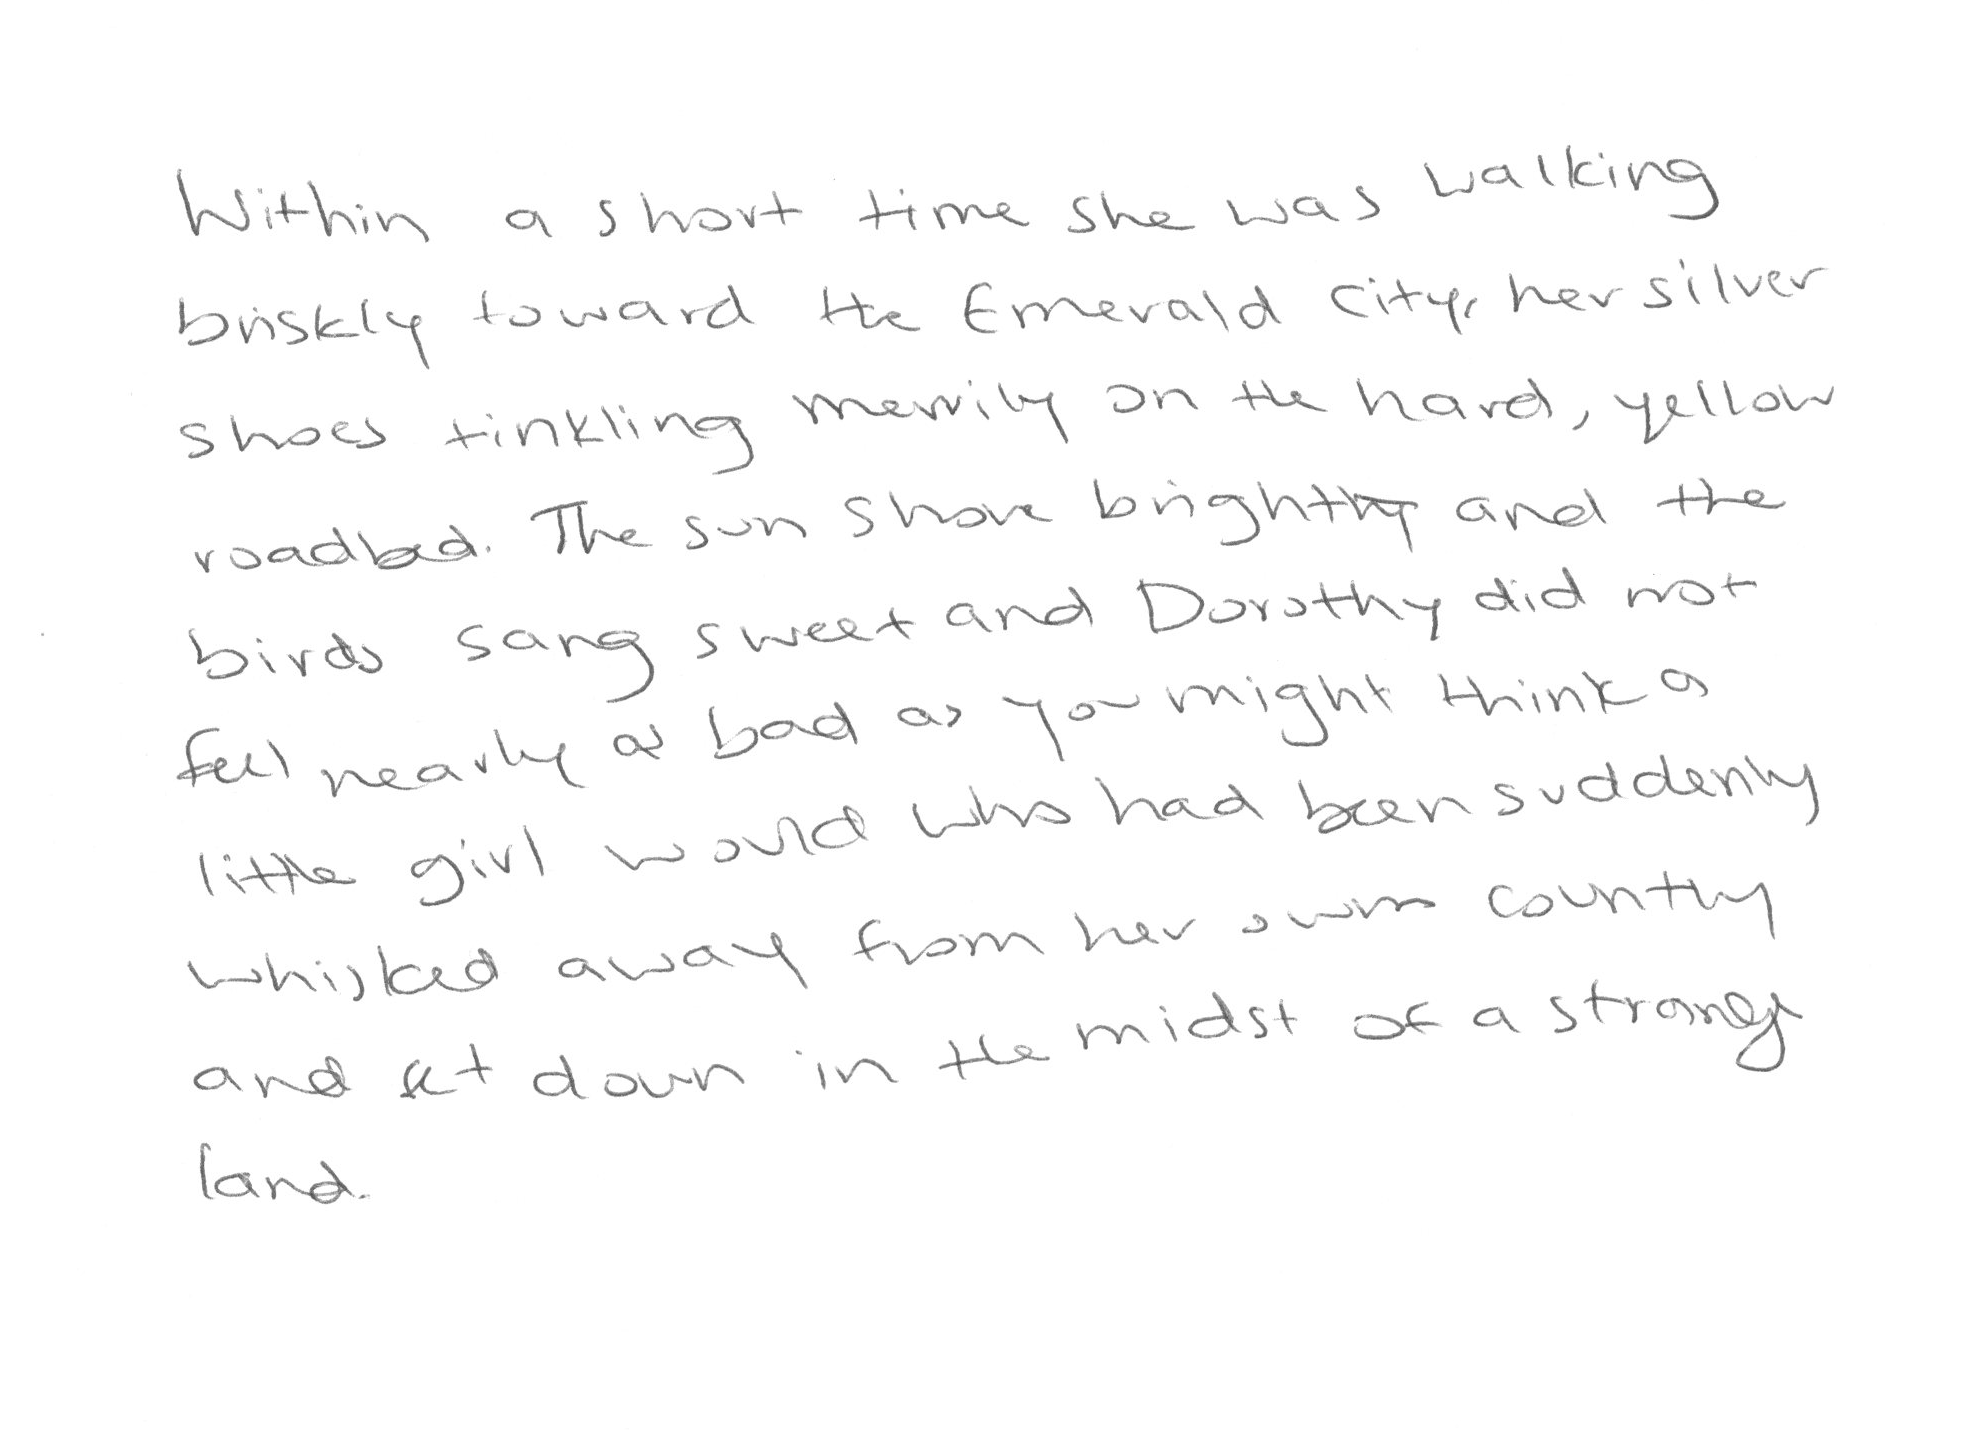 Within a short time she was walking
briskly toward the Emerald City, her silver
shoes tinkling merrily on the hard, yellow
roadbed. The sun shone brightly and the
birds sang sweet and Dorothy did not
feel nearly as bad as you might think a
little girl would who had been suddenly
whisked away from her own country
and set down in the midst of a strange
land.